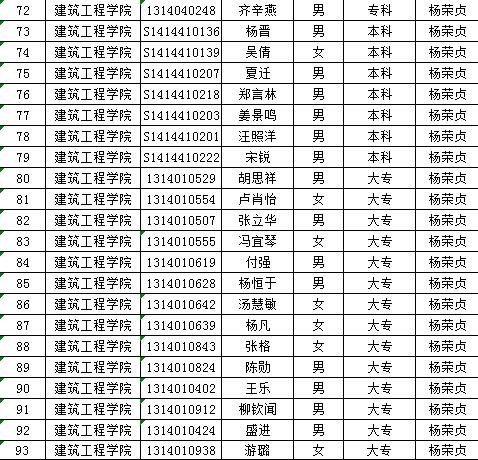 72 建筑工程学院 1314040248 齐辛燕 男 专科 杨荣贞
73 建筑工程学院 S1414410136 杨晋 男 本科 杨荣贞
74 建筑工程学院 S1414410139 吴倩 女 本科 杨荣贞
75 建筑工程学院 S1414410207 夏迁 男 本科 杨荣贞
76 建筑工程学院 S1414410218 郑言林 男 本科 杨荣贞
77 建筑工程学院 S1414410203 姜景鸣 男 本科 杨荣贞
78 建筑工程学院 S1414410201 汪照洋 男 本科 杨荣贞
79 建筑工程学院 S1414410222 宋锐 男 本科 杨荣贞
80 建筑工程学院 1314010529 胡思祥 男 大专 杨荣贞
81 建筑工程学院 1314010554 卢肖怡 女 大专 杨荣贞
82 建筑工程学院 1314010507 张立华 男 大专 杨荣贞
83 建筑工程学院 1314010555 冯宜琴 女 大专 杨荣贞
84 建筑工程学院 1314010619 付强 男 大专 杨荣贞
85 建筑工程学院 1314010628 杨恒于 男 大专 杨荣贞
86 建筑工程学院 1314010642 汤慧敏 女 大专 杨荣贞
87 建筑工程学院 1314010639 杨凡 女 大专 杨荣贞
88 建筑工程学院 1314010843 张格 女 大专 杨荣贞
89 建筑工程学院 1314010824 陈勋 男 大专 杨荣贞
90 建筑工程学院 1314010402 王乐 男 大专 杨荣贞
91 建筑工程学院 1314010912 柳钦闻 男 大专 杨荣贞
92 建筑工程学院 1314010424 盛进 男 大专 杨荣贞
93 建筑工程学院 1314010938 游璐 女 大专 杨荣贞